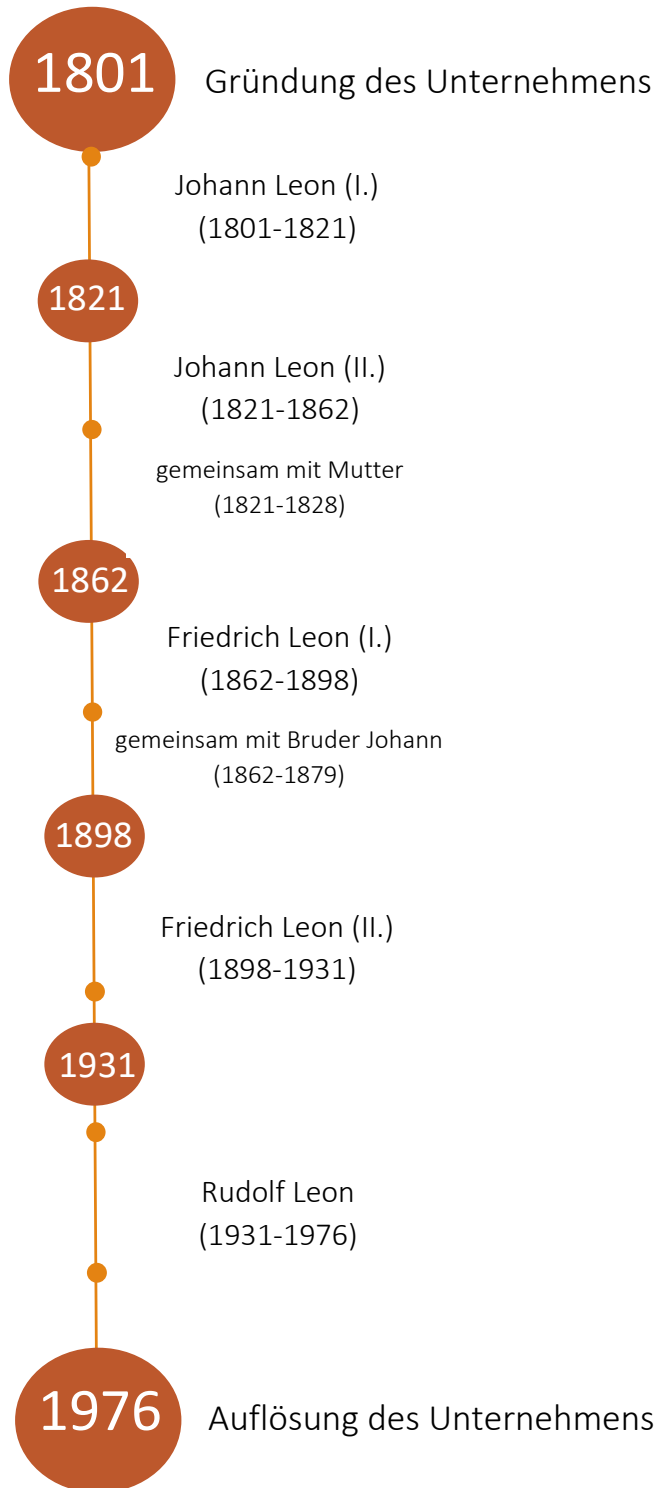 1801
Gründung des Unternehmens
Johann Leon (I.)
(1801-1821)
1821
Johann Leon (II.)
(1821-1862)
gemeinsam mit Mutter
(1821-1828)
1862
Friedrich Leon (I.)
(1862-1898)
gemeinsam mit Bruder Johann
(1862-1879)
1898
Friedrich Leon (II.)
(1898-1931)
1931
Rudolf Leon
(1931-1976)
1976
Auflösung des Unternehmens